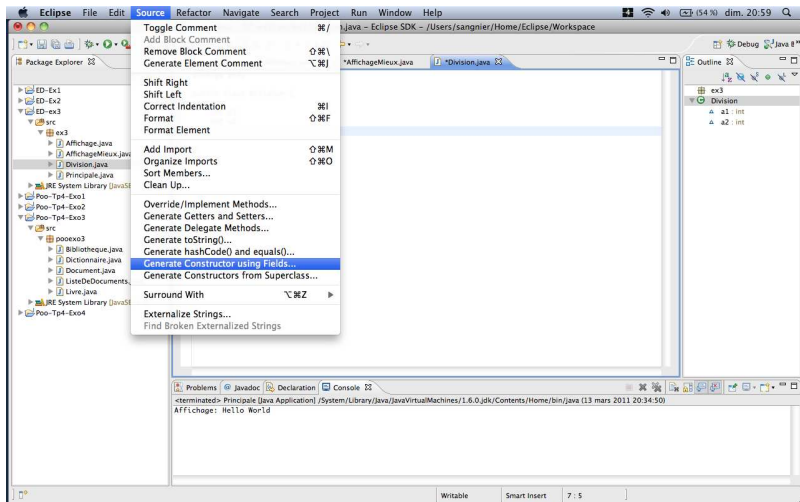 Eclipse File Edit Source Refactor Navigate Search Project Run Window Help (54 %) dim. 20:59
n.java - Eclipse SDK - /Users/sangnier/Home/Eclipse/Workspace
Debug Java
Package Explorer
ED-Ex1
ED-Ex2
ED-ex3
src
ex3
Affichage.java
AffichageMieux.java
Division.java
Principale.java
JRE System Library [JavaSE
Poo-Tp4-Exo1
Poo-Tp4-Exo2
Poo-Tp4-Exo3
src
pooexo3
Bibliotheque.java
Dictionnaire.java
Document.java
ListeDeDocuments.
Livre.java
JRE System Library [JavaSE
Poo-Tp4-Exo4
Toggle Comment ⌘/
Add Block Comment
Remove Block Comment ⇧⌘\
Generate Element Comment ⌥⌘J
Shift Right
Shift Left
Correct Indentation ⌘I
Format ⇧⌘F
Format Element
Add Import ⇧⌘M
Organize Imports ⇧⌘O
Sort Members...
Clean Up...
Override/Implement Methods...
Generate Getters and Setters...
Generate Delegate Methods...
Generate toString()...
Generate hashCode() and equals()...
Generate Constructor using Fields...
Generate Constructors from Superclass...
Surround With ⌥⌘Z
Externalize Strings...
Find Broken Externalized Strings
*AffichageMieux.java *Division.java
Outline
ex3
Division
a1 : int
a2 : int
Problems Javadoc Declaration Console
<terminated> Principale [Java Application] /System/Library/Java/JavaVirtualMachines/1.6.0.jdk/Contents/Home/bin/java (13 mars 2011 20:34:50)
Affichage: Hello World
Writable Smart Insert 7 : 5